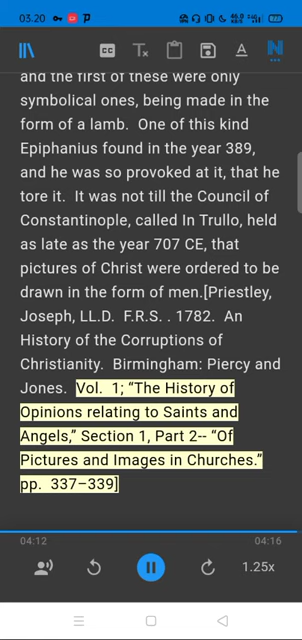 03.20
CC
and the first of these were only
symbolical ones, being made in the
form of a lamb.  One of this kind
Epiphanius found in the year 389,
and he was so provoked at it, that he
tore it.  It was not till the Council of
Constantinople, called In Trullo, held
as late as the year 707 CE, that
pictures of Christ were ordered to be
drawn in the form of men.[Priestley,
Joseph, LL.D.  F.R.S. . 1782.  An
History of the Corruptions of
Christianity.  Birmingham: Piercy and
Jones.  Vol.  1; “The History of
Opinions relating to Saints and
Angels,” Section 1, Part 2-- “Of
Pictures and Images in Churches.”
pp.  337–339]
04:12 04:16
1.25x